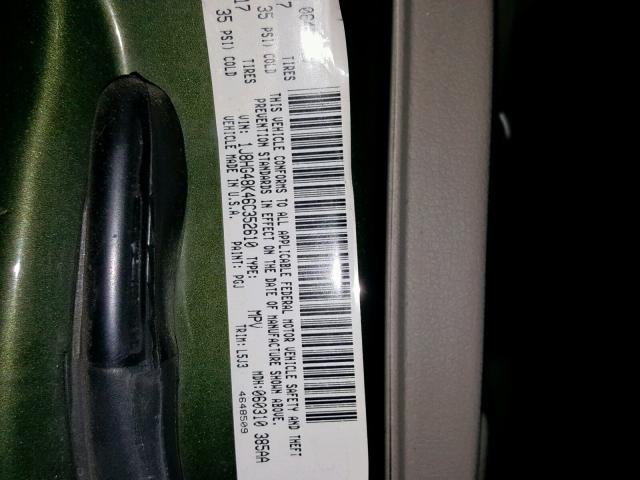 17 TIRES
35 PSI) COLD
7 TIRES
35 PSI) COLD
THIS VEHICLE CONFORMS TO ALL APPLICABLE FEDERAL MOTOR VEHICLE SAFETY AND THEFT
PREVENTION STANDARDS IN EFFECT ON THE DATE OF MANUFACTURE SHOWN ABOVE.
VIN: 1J8HG48K46C352610 TYPE: MPV MDH:060310 385AA
VEHICLE MADE IN U.S.A. PAINT: PGJ TRIM: L5J3 4648509